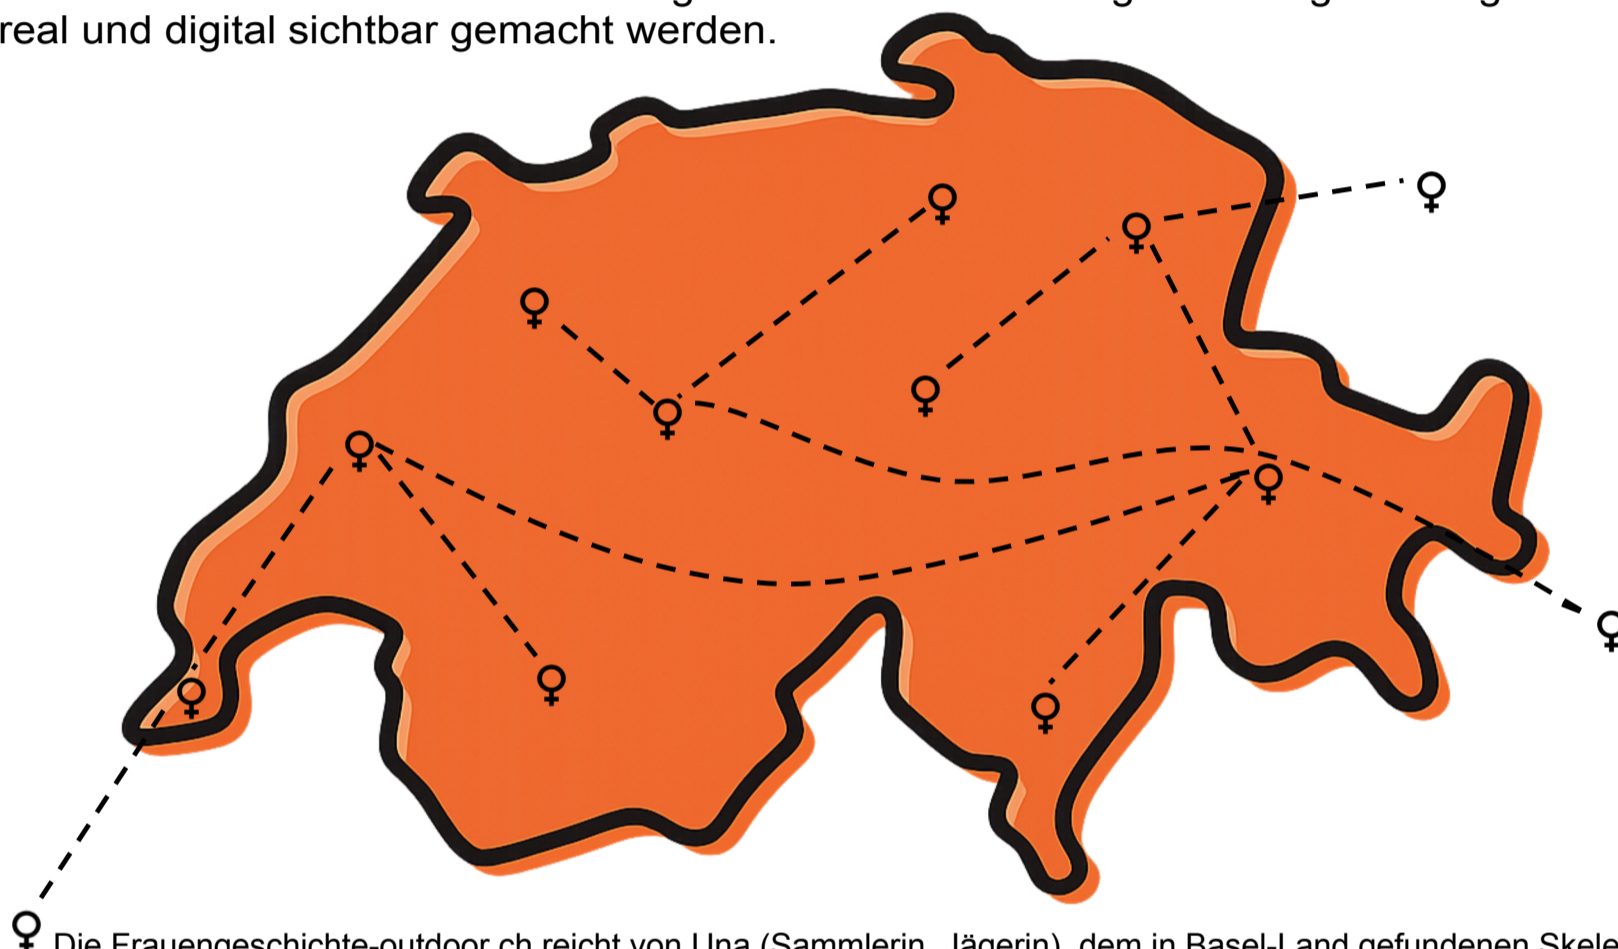 real und digital sichtbar gemacht werden.
Die Frauengeschichte-outdoor.ch reicht von Una (Sammlerin, Jägerin), dem in Basel-Land gefundenen